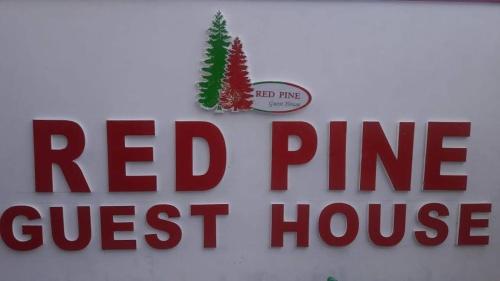 RED PINE
Guest House
RED PINE
GUEST HOUSE